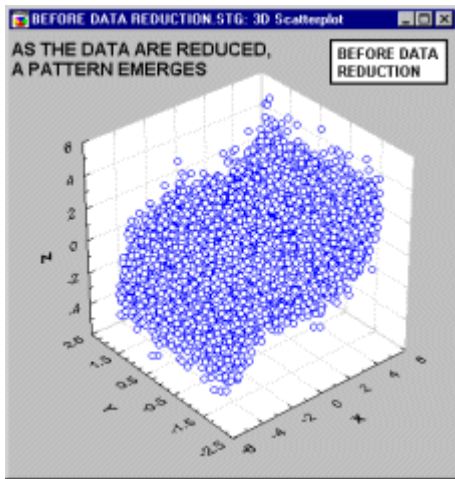 BEFORE DATA REDUCTION.STG: 3D Scatterplot
AS THE DATA ARE REDUCED,
A PATTERN EMERGES
BEFORE DATA
REDUCTION
6
4
2
0
-2
-4
Z
2.5
1.5
0.5
-0.5
-1.5
-2.5
Y
-6
-4
-2
0
2
4
6
X